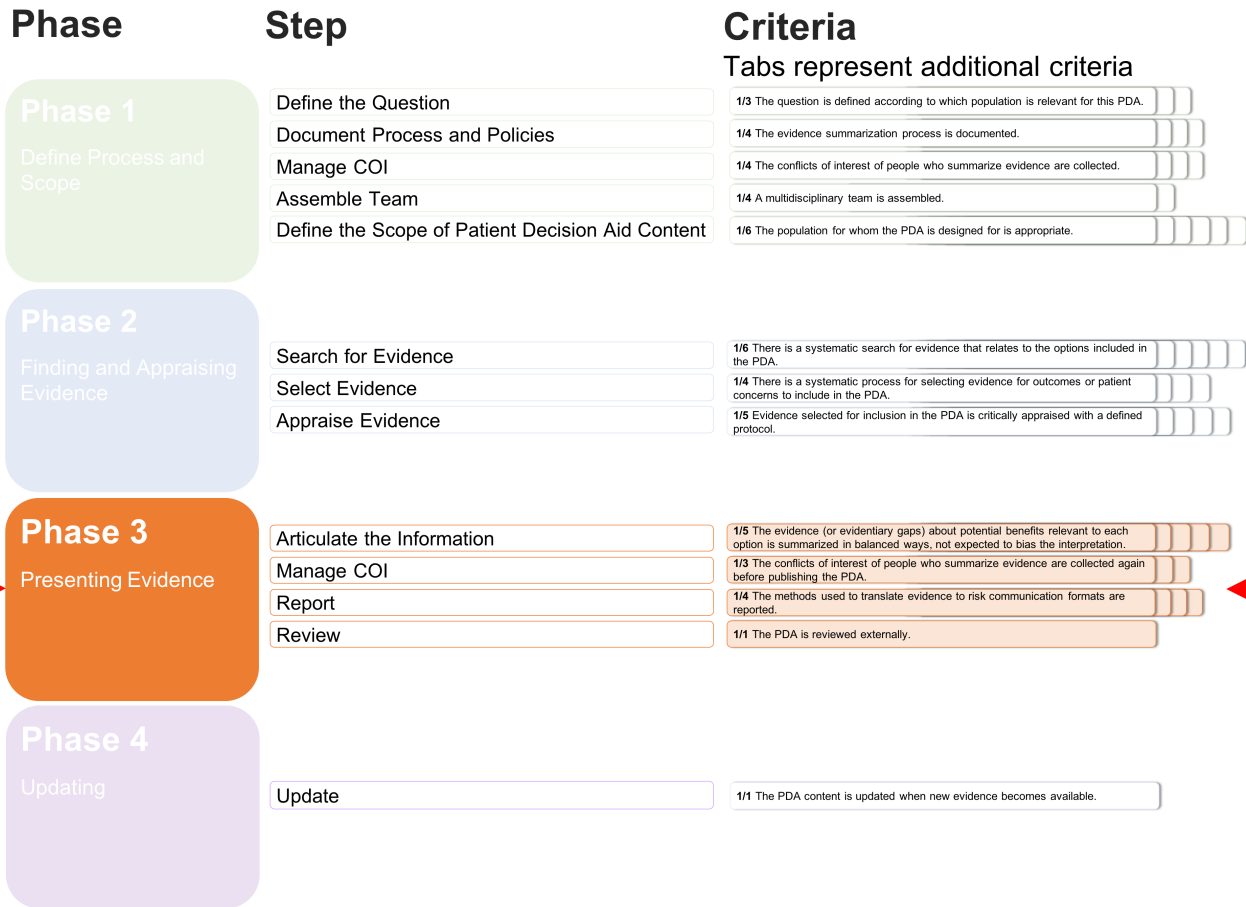 Phase
Step
Criteria
Tabs represent additional criteria
Phase 1
Define Process and
Scope
Define the Question
1/3 The question is defined according to which population is relevant for this PDA.
Document Process and Policies
1/4 The evidence summarization process is documented.
Manage COI
1/4 The conflicts of interest of people who summarize evidence are collected.
Assemble Team
1/4 A multidisciplinary team is assembled.
Define the Scope of Patient Decision Aid Content
1/6 The population for whom the PDA is designed for is appropriate.
Phase 2
Finding and Appraising
Evidence
Search for Evidence
1/6 There is a systematic search for evidence that relates to the options included in
the PDA.
Select Evidence
1/4 There is a systematic process for selecting evidence for outcomes or patient
concerns to include in the PDA.
Appraise Evidence
1/5 Evidence selected for inclusion in the PDA is critically appraised with a defined
protocol.
Phase 3
Presenting Evidence
Articulate the Information
1/5 The evidence (or evidentiary gaps) about potential benefits relevant to each
option is summarized in balanced ways, not expected to bias the interpretation.
Manage COI
1/3 The conflicts of interest of people who summarize evidence are collected again
before publishing the PDA.
Report
1/4 The methods used to translate evidence to risk communication formats are
reported.
Review
1/1 The PDA is reviewed externally.
Phase 4
Updating
Update
1/1 The PDA content is updated when new evidence becomes available.